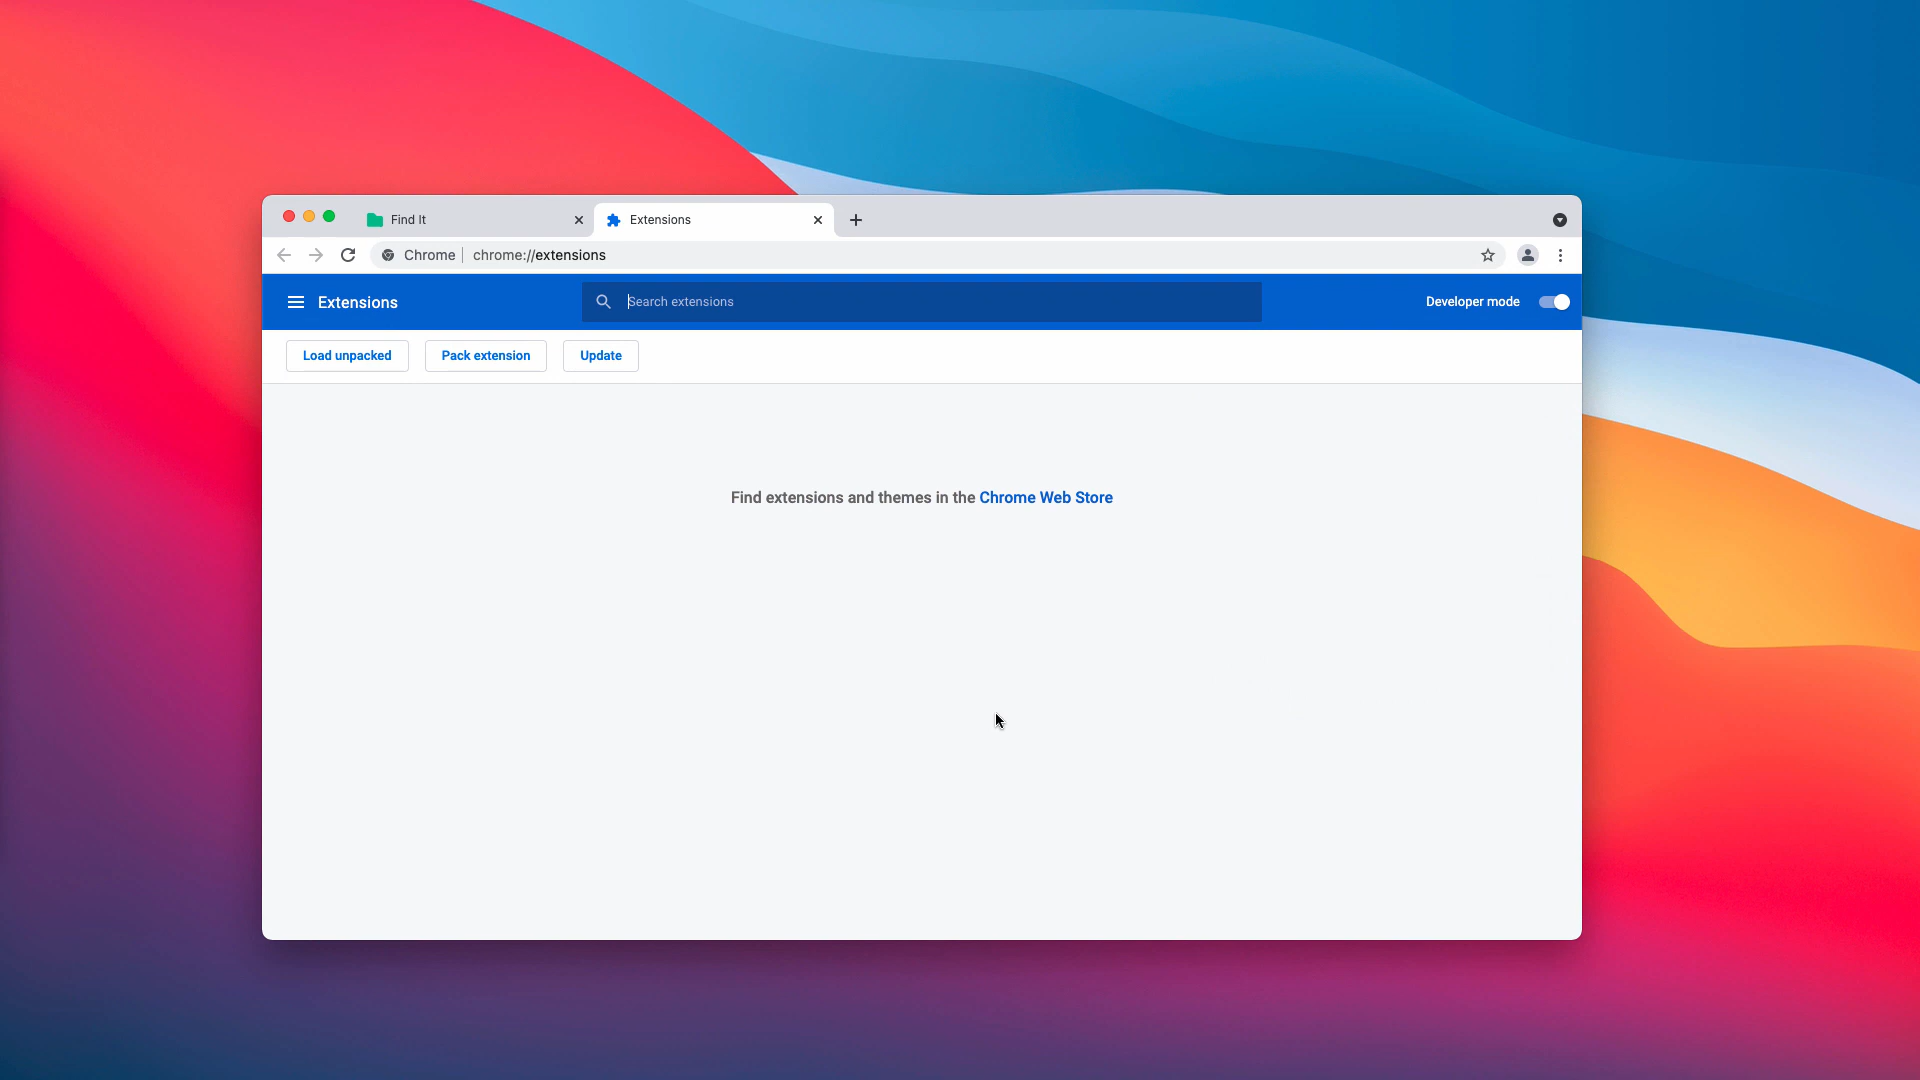 Find It
Extensions
Chrome
chrome://extensions
Extensions
Search extensions
Developer mode
Load unpacked
Pack extension
Update
Find extensions and themes in the Chrome Web Store